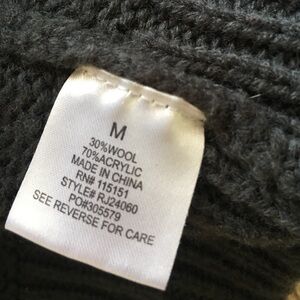 M
30%WOOL
70%ACRYLIC
MADE IN CHINA
RN# 115151
STYLE# RJ24060
PO#305579
SEE REVERSE FOR CARE